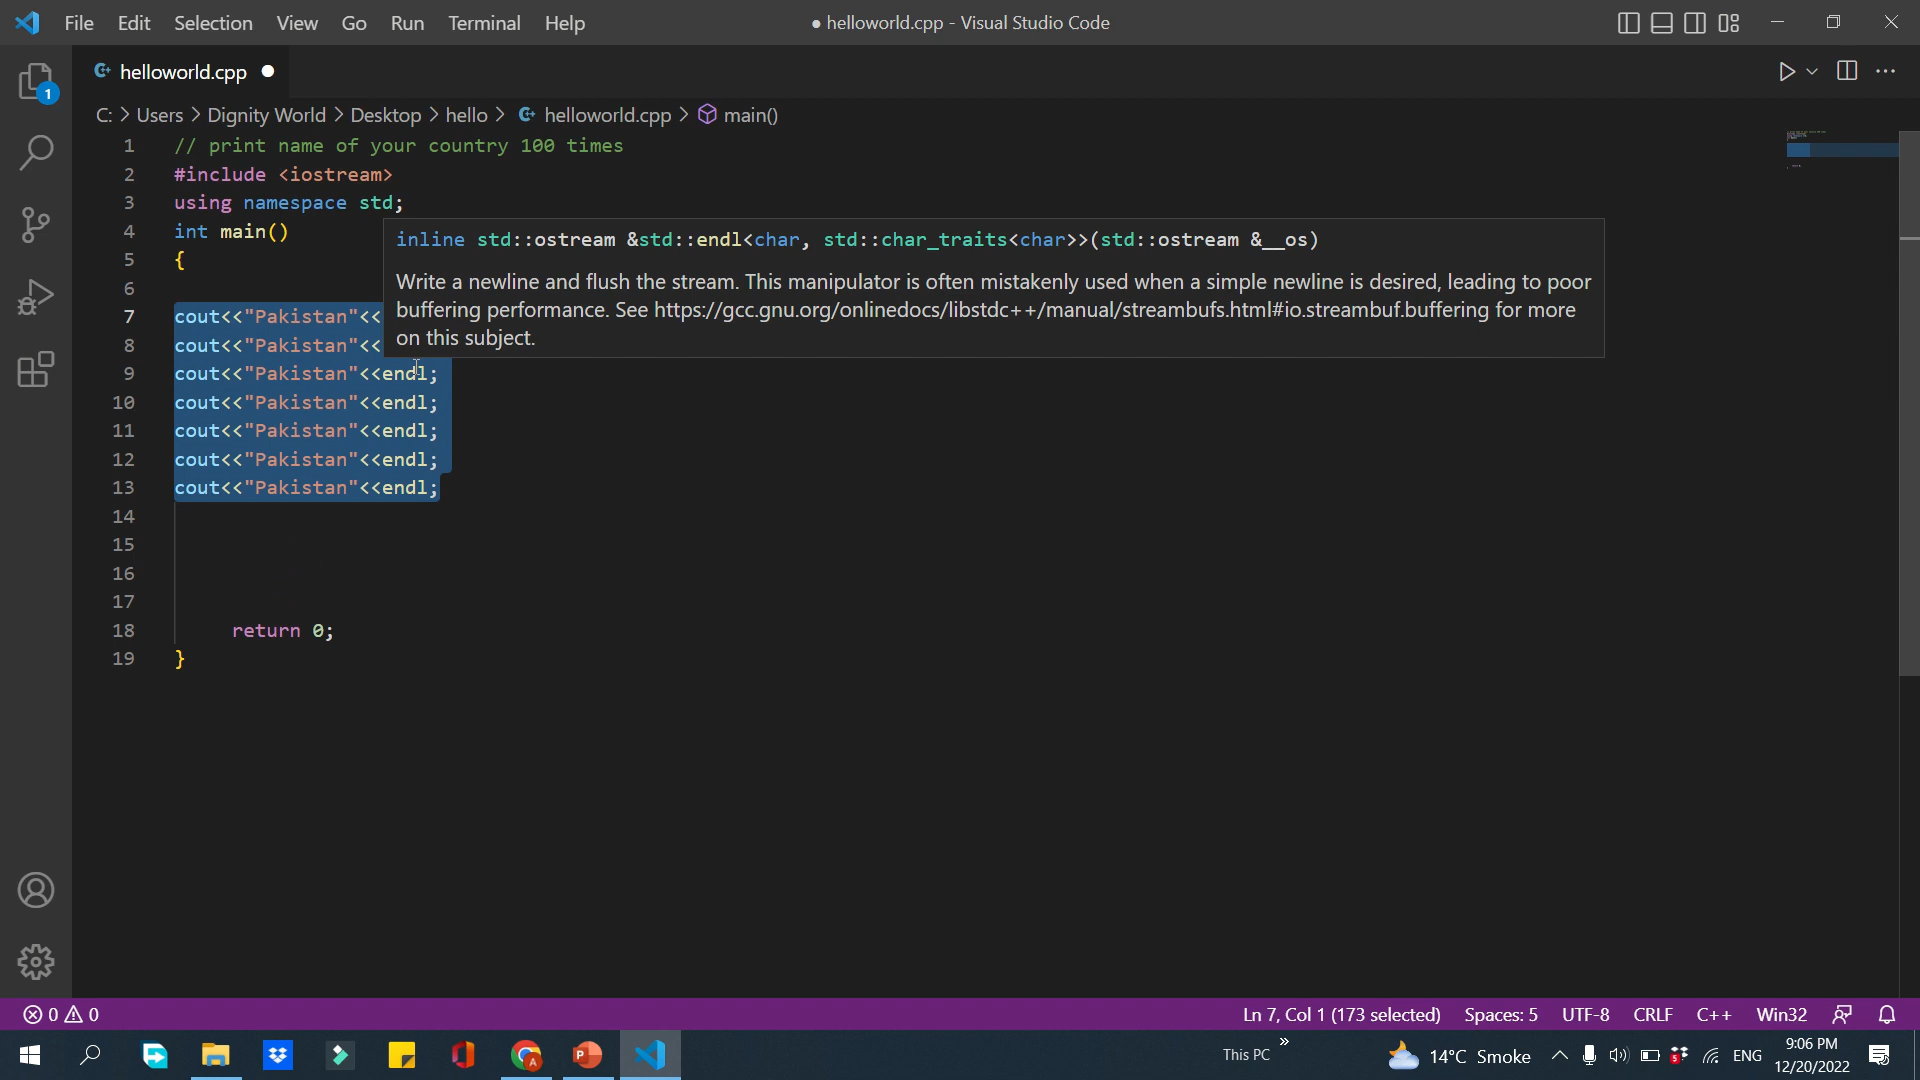 File Edit Selection View Go Run Terminal Help
● helloworld.cpp - Visual Studio Code
helloworld.cpp ●
1
C: > Users > Dignity World > Desktop > hello > helloworld.cpp > main()
1 // print name of your country 100 times
2 #include <iostream>
3 using namespace std;
4 int main()
inline std::ostream &std::endl<char, std::char_traits<char>>(std::ostream &__os)
5 {
Write a newline and flush the stream. This manipulator is often mistakenly used when a simple newline is desired, leading to poor
buffering performance. See https://gcc.gnu.org/onlinedocs/libstdc++/manual/streambufs.html#io.streambuf.buffering for more
on this subject.
6
7 cout<<"Pakistan"<<
8 cout<<"Pakistan"<<
9 cout<<"Pakistan"<<endl;
10 cout<<"Pakistan"<<endl;
11 cout<<"Pakistan"<<endl;
12 cout<<"Pakistan"<<endl;
13 cout<<"Pakistan"<<endl;
14
15
16
17
18 return 0;
19 }
0 0
Ln 7, Col 1 (173 selected) Spaces: 5 UTF-8 CRLF C++ Win32
This PC » 14°C Smoke ENG 9:06 PM
12/20/2022